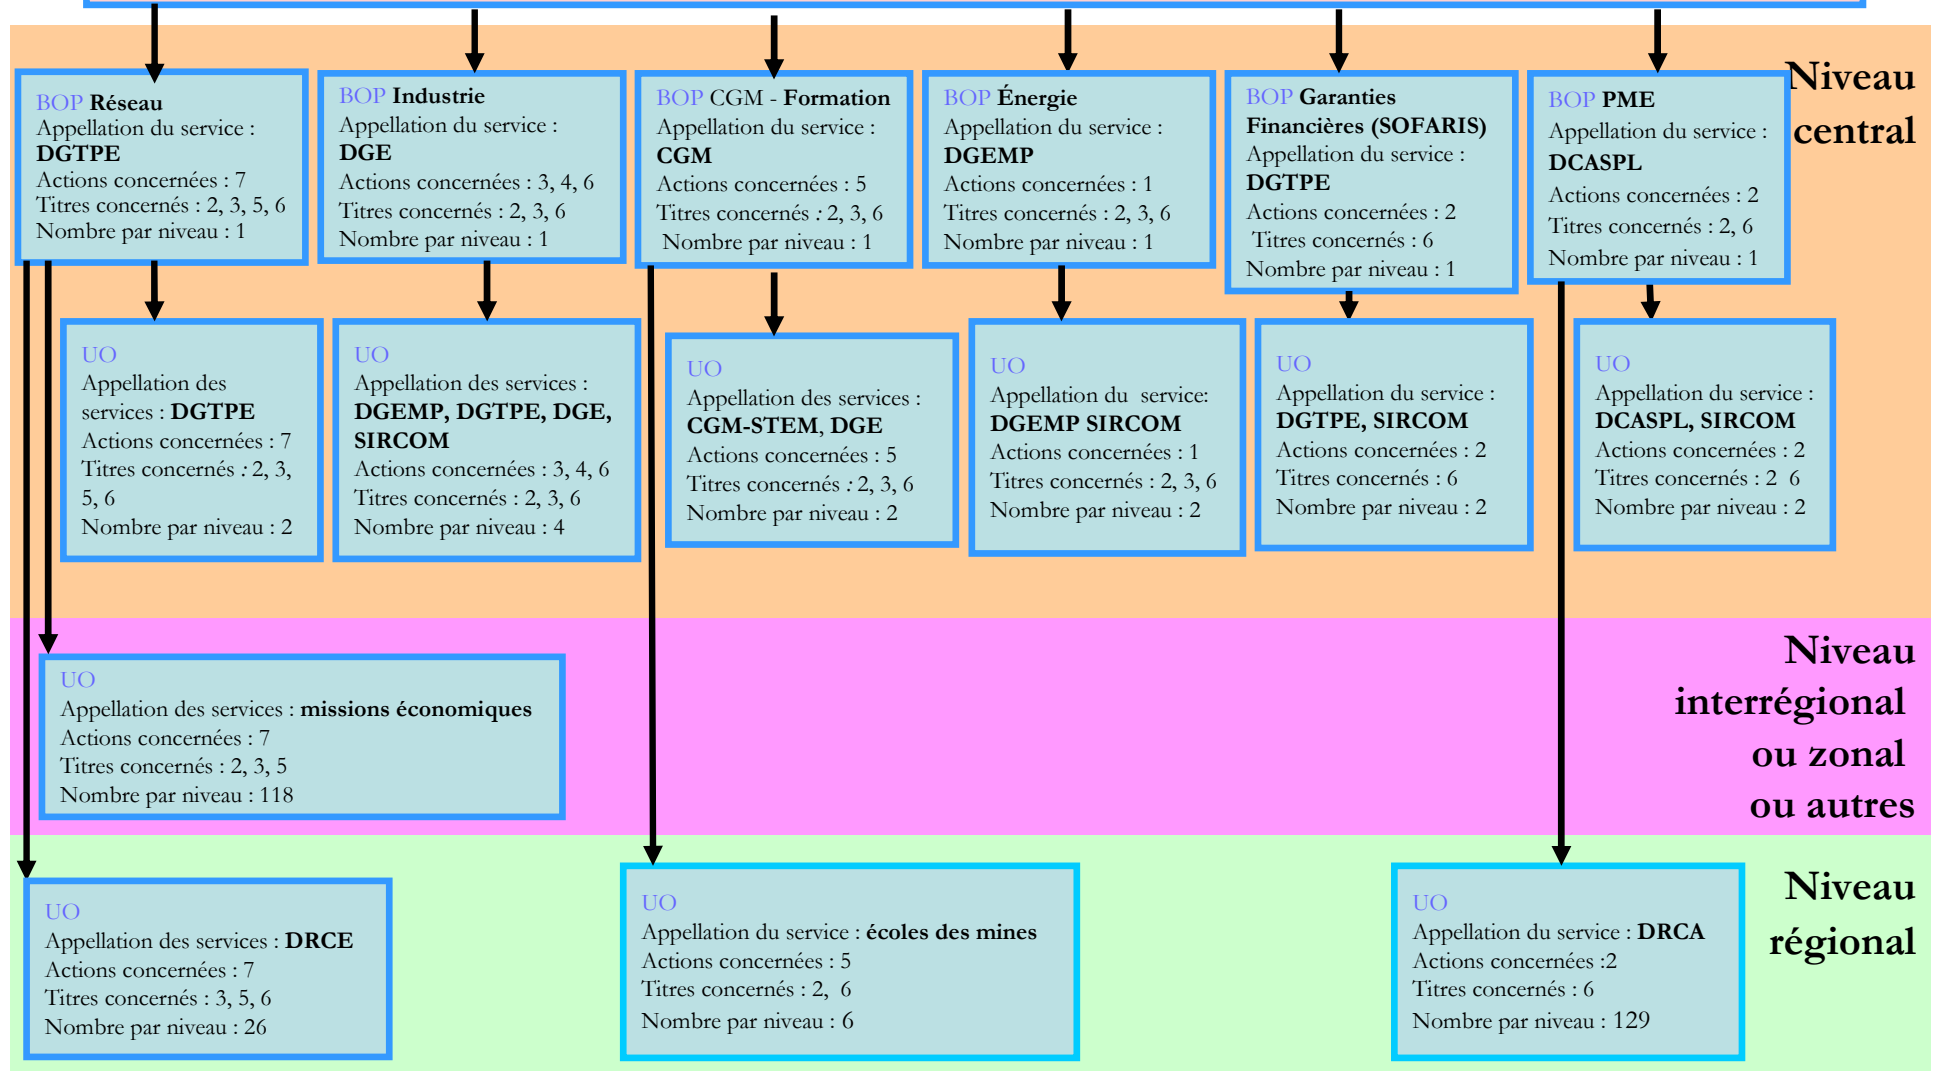 Niveau
central
BOP Réseau
Appellation du service :
DGTPE
Actions concernées : 7
Titres concernés : 2, 3, 5, 6
Nombre par niveau : 1
BOP Industrie
Appellation du service :
DGE
Actions concernées : 3, 4, 6
Titres concernés : 2, 3, 6
Nombre par niveau : 1
BOP CGM - Formation
Appellation du service :
CGM
Actions concernées : 5
Titres concernés : 2, 3, 6
Nombre par niveau : 1
BOP Énergie
Appellation du service :
DGEMP
Actions concernées : 1
Titres concernés : 2, 3, 6
Nombre par niveau : 1
BOP Garanties
Financières (SOFARIS)
Appellation du service :
DGTPE
Actions concernées : 2
Titres concernés : 6
Nombre par niveau : 1
BOP PME
Appellation du service :
DCASPL
Actions concernées : 2
Titres concernés : 2, 6
Nombre par niveau : 1
UO
Appellation des
services : DGTPE
Actions concernées : 7
Titres concernés : 2, 3,
5, 6
Nombre par niveau : 2
UO
Appellation des services :
DGEMP, DGTPE, DGE,
SIRCOM
Actions concernées : 3, 4, 6
Titres concernés : 2, 3, 6
Nombre par niveau : 4
UO
Appellation des services :
CGM-STEM, DGE
Actions concernées : 5
Titres concernés : 2, 3, 6
Nombre par niveau : 2
UO
Appellation du service:
DGEMP SIRCOM
Actions concernées : 1
Titres concernés : 2, 3, 6
Nombre par niveau : 2
UO
Appellation du service :
DGTPE, SIRCOM
Actions concernées : 2
Titres concernés : 6
Nombre par niveau : 2
UO
Appellation du service :
DCASPL, SIRCOM
Actions concernées : 2
Titres concernés : 2 6
Nombre par niveau : 2
Niveau
interrégional
ou zonal
ou autres
UO
Appellation des services : missions économiques
Actions concernées : 7
Titres concernés : 2, 3, 5
Nombre par niveau : 118
Niveau
régional
UO
Appellation des services : DRCE
Actions concernées : 7
Titres concernés : 3, 5, 6
Nombre par niveau : 26
UO
Appellation du service : écoles des mines
Actions concernées : 5
Titres concernés : 2, 6
Nombre par niveau : 6
UO
Appellation du service : DRCA
Actions concernées :2
Titres concernés : 6
Nombre par niveau : 129